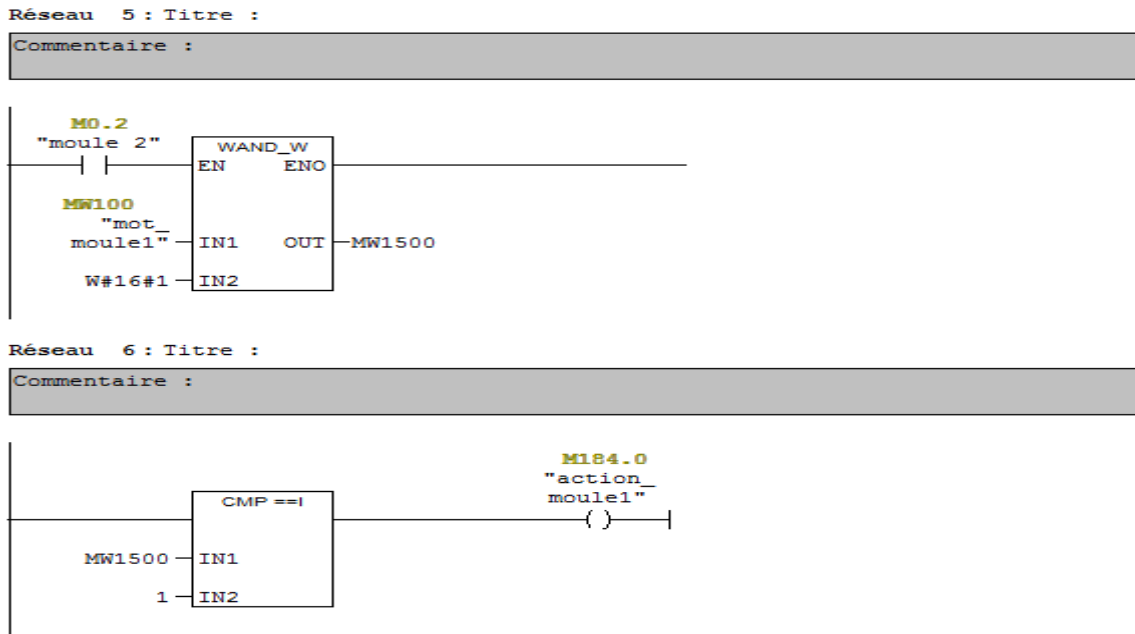 Réseau 5 : Titre :
Commentaire :
M0.2
"moule 2"
WAND_W
EN ENO
MW100
"mot_
moule1" IN1 OUT MW1500
W#16#1 IN2
Réseau 6 : Titre :
Commentaire :
M184.0
"action_
moule1"
CMP ==I
MW1500 IN1
1 IN2